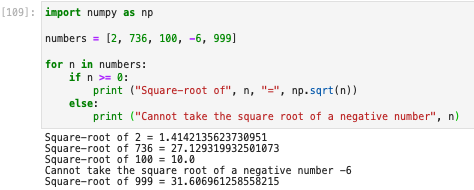 [109]: import numpy as np
numbers = [2, 736, 100, -6, 999]
for n in numbers:
    if n >= 0:
        print ("Square-root of", n, "=", np.sqrt(n))
    else:
        print ("Cannot take the square root of a negative number", n)
Square-root of 2 = 1.4142135623730951
Square-root of 736 = 27.129319932501073
Square-root of 100 = 10.0
Cannot take the square root of a negative number -6
Square-root of 999 = 31.606961258558215